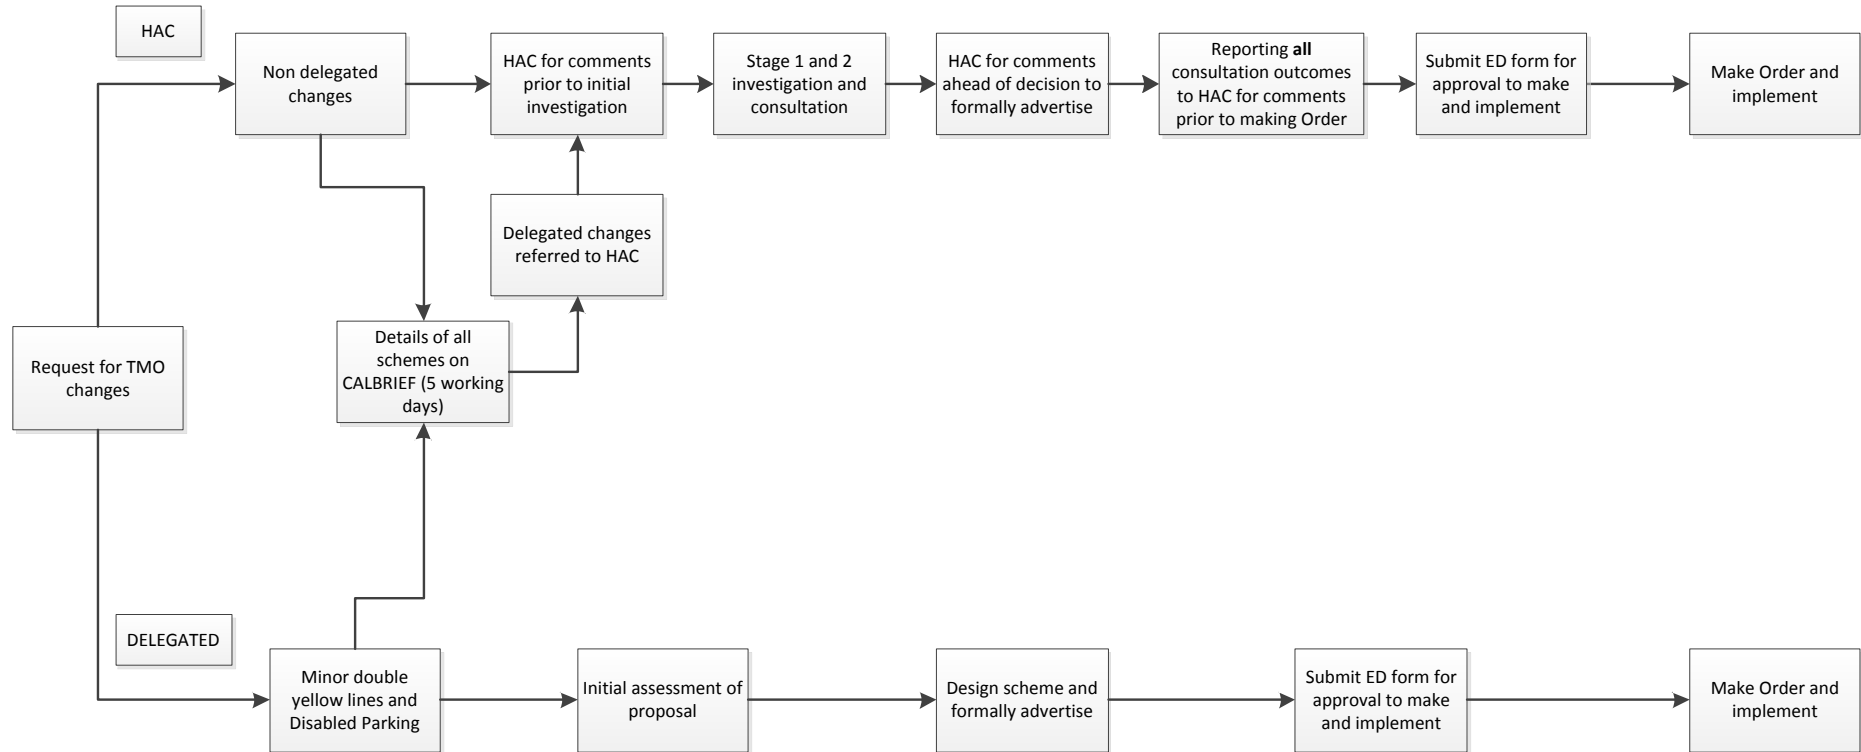 HAC
Non delegated
changes
HAC for comments
prior to initial
investigation
Stage 1 and 2
investigation and
consultation
HAC for comments
ahead of decision to
formally advertise
Reporting all
consultation outcomes
to HAC for comments
prior to making Order
Submit ED form for
approval to make
and implement
Make Order and
implement
Delegated changes
referred to HAC
Details of all
schemes on
CALBRIEF (5 working
days)
Request for TMO
changes
DELEGATED
Minor double
yellow lines and
Disabled Parking
Initial assessment of
proposal
Design scheme and
formally advertise
Submit ED form for
approval to make
and implement
Make Order and
implement